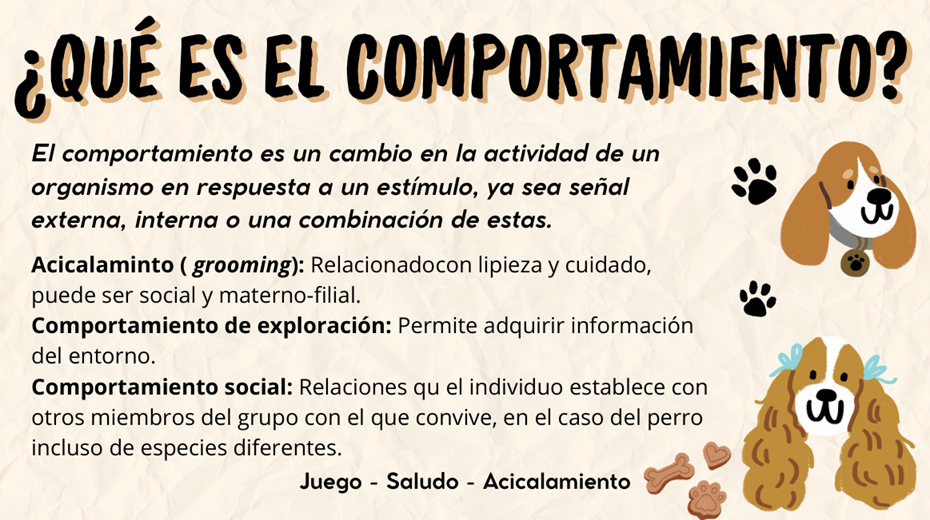 ¿QUÉ ES EL COMPORTAMIENTO?
El comportamiento es un cambio en la actividad de un
organismo en respuesta a un estímulo, ya sea señal
externa, interna o una combinación de estas.
Acicalaminto ( grooming): Relacionadocon lipieza y cuidado,
puede ser social y materno-filial.
Comportamiento de exploración: Permite adquirir información
del entorno.
Comportamiento social: Relaciones qu el individuo establece con
otros miembros del grupo con el que convive, en el caso del perro
incluso de especies diferentes.
Juego - Saludo - Acicalamiento